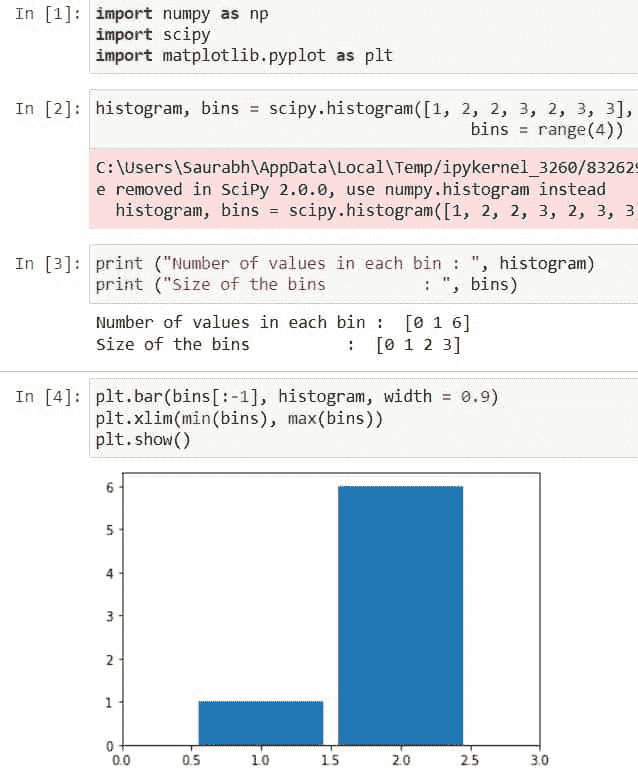 In [1]: import numpy as np
import scipy
import matplotlib.pyplot as plt
In [2]: histogram, bins = scipy.histogram([1, 2, 2, 3, 2, 3, 3],
bins = range(4))
C:\Users\Saurabh\AppData\Local\Temp/ipykernel_3260/832629
e removed in SciPy 2.0.0, use numpy.histogram instead
histogram, bins = scipy.histogram([1, 2, 2, 3, 2, 3, 3]
In [3]: print ("Number of values in each bin : ", histogram)
print ("Size of the bins          : ", bins)
Number of values in each bin :  [0 1 6]
Size of the bins          :  [0 1 2 3]
In [4]: plt.bar(bins[:-1], histogram, width = 0.9)
plt.xlim(min(bins), max(bins))
plt.show()
6
5
4
3
2
1
0
0.0 0.5 1.0 1.5 2.0 2.5 3.0